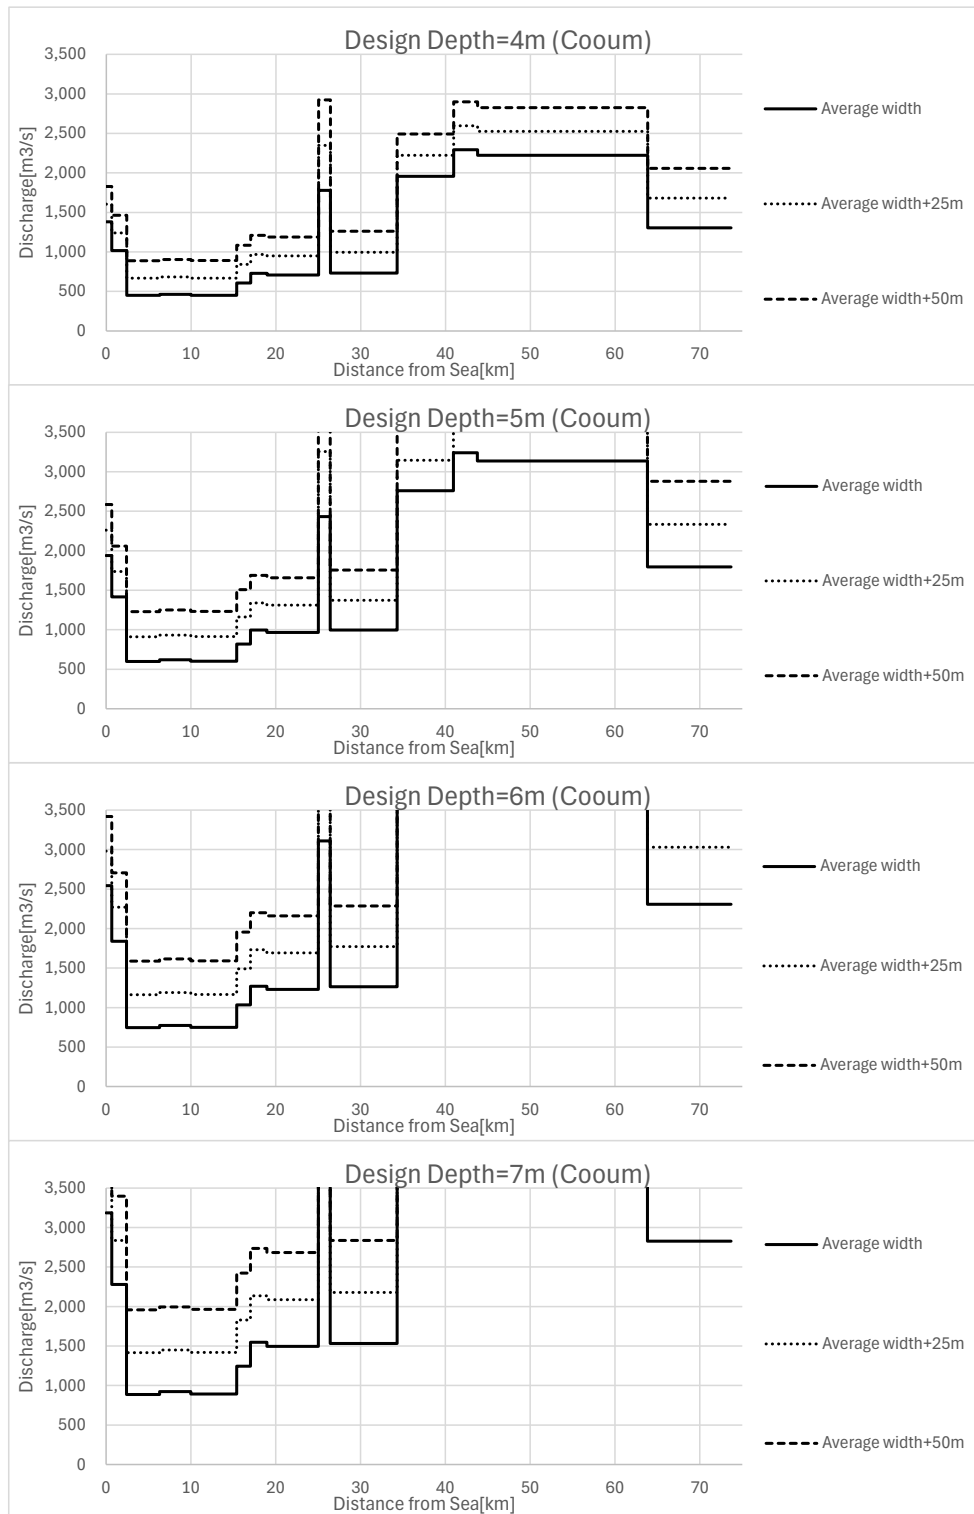 Design Depth=4m (Cooum)
Discharge[m3/s]
3,500
3,000
2,500
2,000
1,500
1,000
500
0
0 10 20 30 40 50 60 70
Distance from Sea[km]
Average width
Average width+25m
Average width+50m
Design Depth=5m (Cooum)
Discharge[m3/s]
3,500
3,000
2,500
2,000
1,500
1,000
500
0
0 10 20 30 40 50 60 70
Distance from Sea[km]
Average width
Average width+25m
Average width+50m
Design Depth=6m (Cooum)
Discharge[m3/s]
3,500
3,000
2,500
2,000
1,500
1,000
500
0
0 10 20 30 40 50 60 70
Distance from Sea[km]
Average width
Average width+25m
Average width+50m
Design Depth=7m (Cooum)
Discharge[m3/s]
3,500
3,000
2,500
2,000
1,500
1,000
500
0
0 10 20 30 40 50 60 70
Distance from Sea[km]
Average width
Average width+25m
Average width+50m